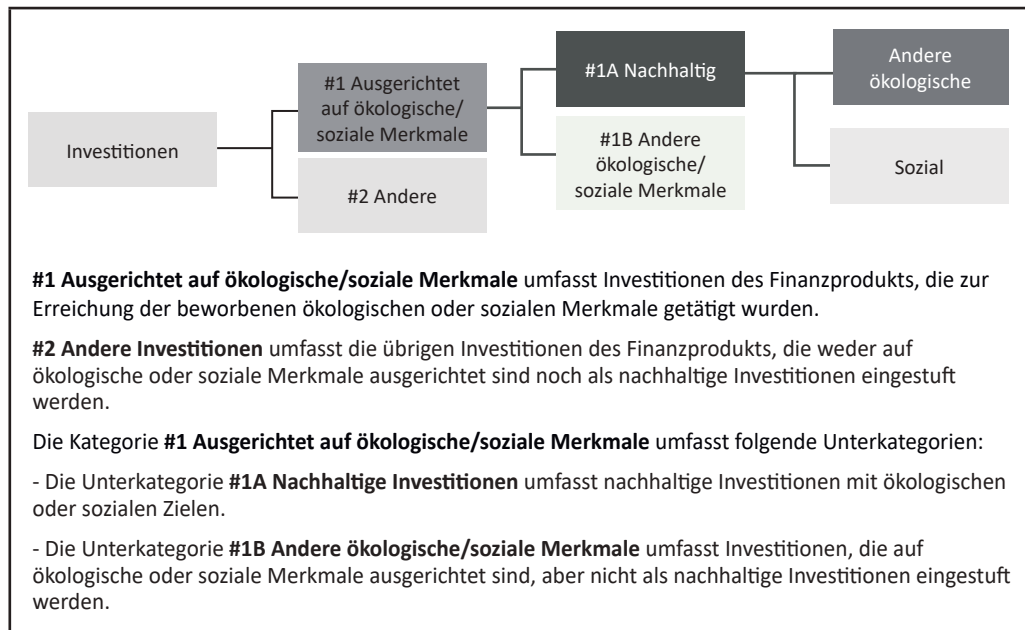 Investitionen
#1 Ausgerichtet
auf ökologische/
soziale Merkmale
#2 Andere
#1A Nachhaltig
#1B Andere
ökologische/
soziale Merkmale
Andere
ökologische
Sozial
#1 Ausgerichtet auf ökologische/soziale Merkmale umfasst Investitionen des Finanzprodukts, die zur
Erreichung der beworbenen ökologischen oder sozialen Merkmale getätigt wurden.
#2 Andere Investitionen umfasst die übrigen Investitionen des Finanzprodukts, die weder auf
ökologische oder soziale Merkmale ausgerichtet sind noch als nachhaltige Investitionen eingestuft
werden.
Die Kategorie #1 Ausgerichtet auf ökologische/soziale Merkmale umfasst folgende Unterkategorien:
- Die Unterkategorie #1A Nachhaltige Investitionen umfasst nachhaltige Investitionen mit ökologischen
oder sozialen Zielen.
- Die Unterkategorie #1B Andere ökologische/soziale Merkmale umfasst Investitionen, die auf
ökologische oder soziale Merkmale ausgerichtet sind, aber nicht als nachhaltige Investitionen eingestuft
werden.